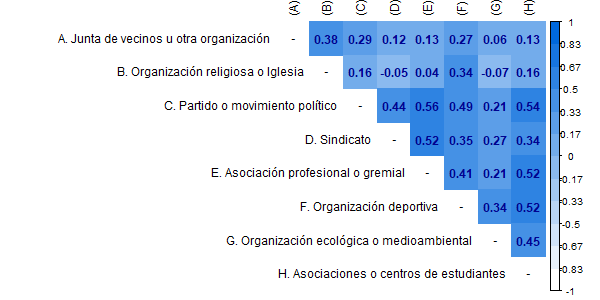 (A) (B) (C) (D) (E) (F) (G) (H)
A. Junta de vecinos u otra organización - 0.38 0.29 0.12 0.13 0.27 0.06 0.13
B. Organización religiosa o Iglesia - 0.16 -0.05 0.04 0.34 -0.07 0.16
C. Partido o movimiento político - 0.44 0.56 0.49 0.21 0.54
D. Sindicato - 0.52 0.35 0.27 0.34
E. Asociación profesional o gremial - 0.41 0.21 0.52
F. Organización deportiva - 0.34 0.52
G. Organización ecológica o medioambiental - 0.45
H. Asociaciones o centros de estudiantes -
1
0.83
0.67
0.5
0.33
0.17
0
-0.17
-0.33
-0.5
-0.67
-0.83
-1